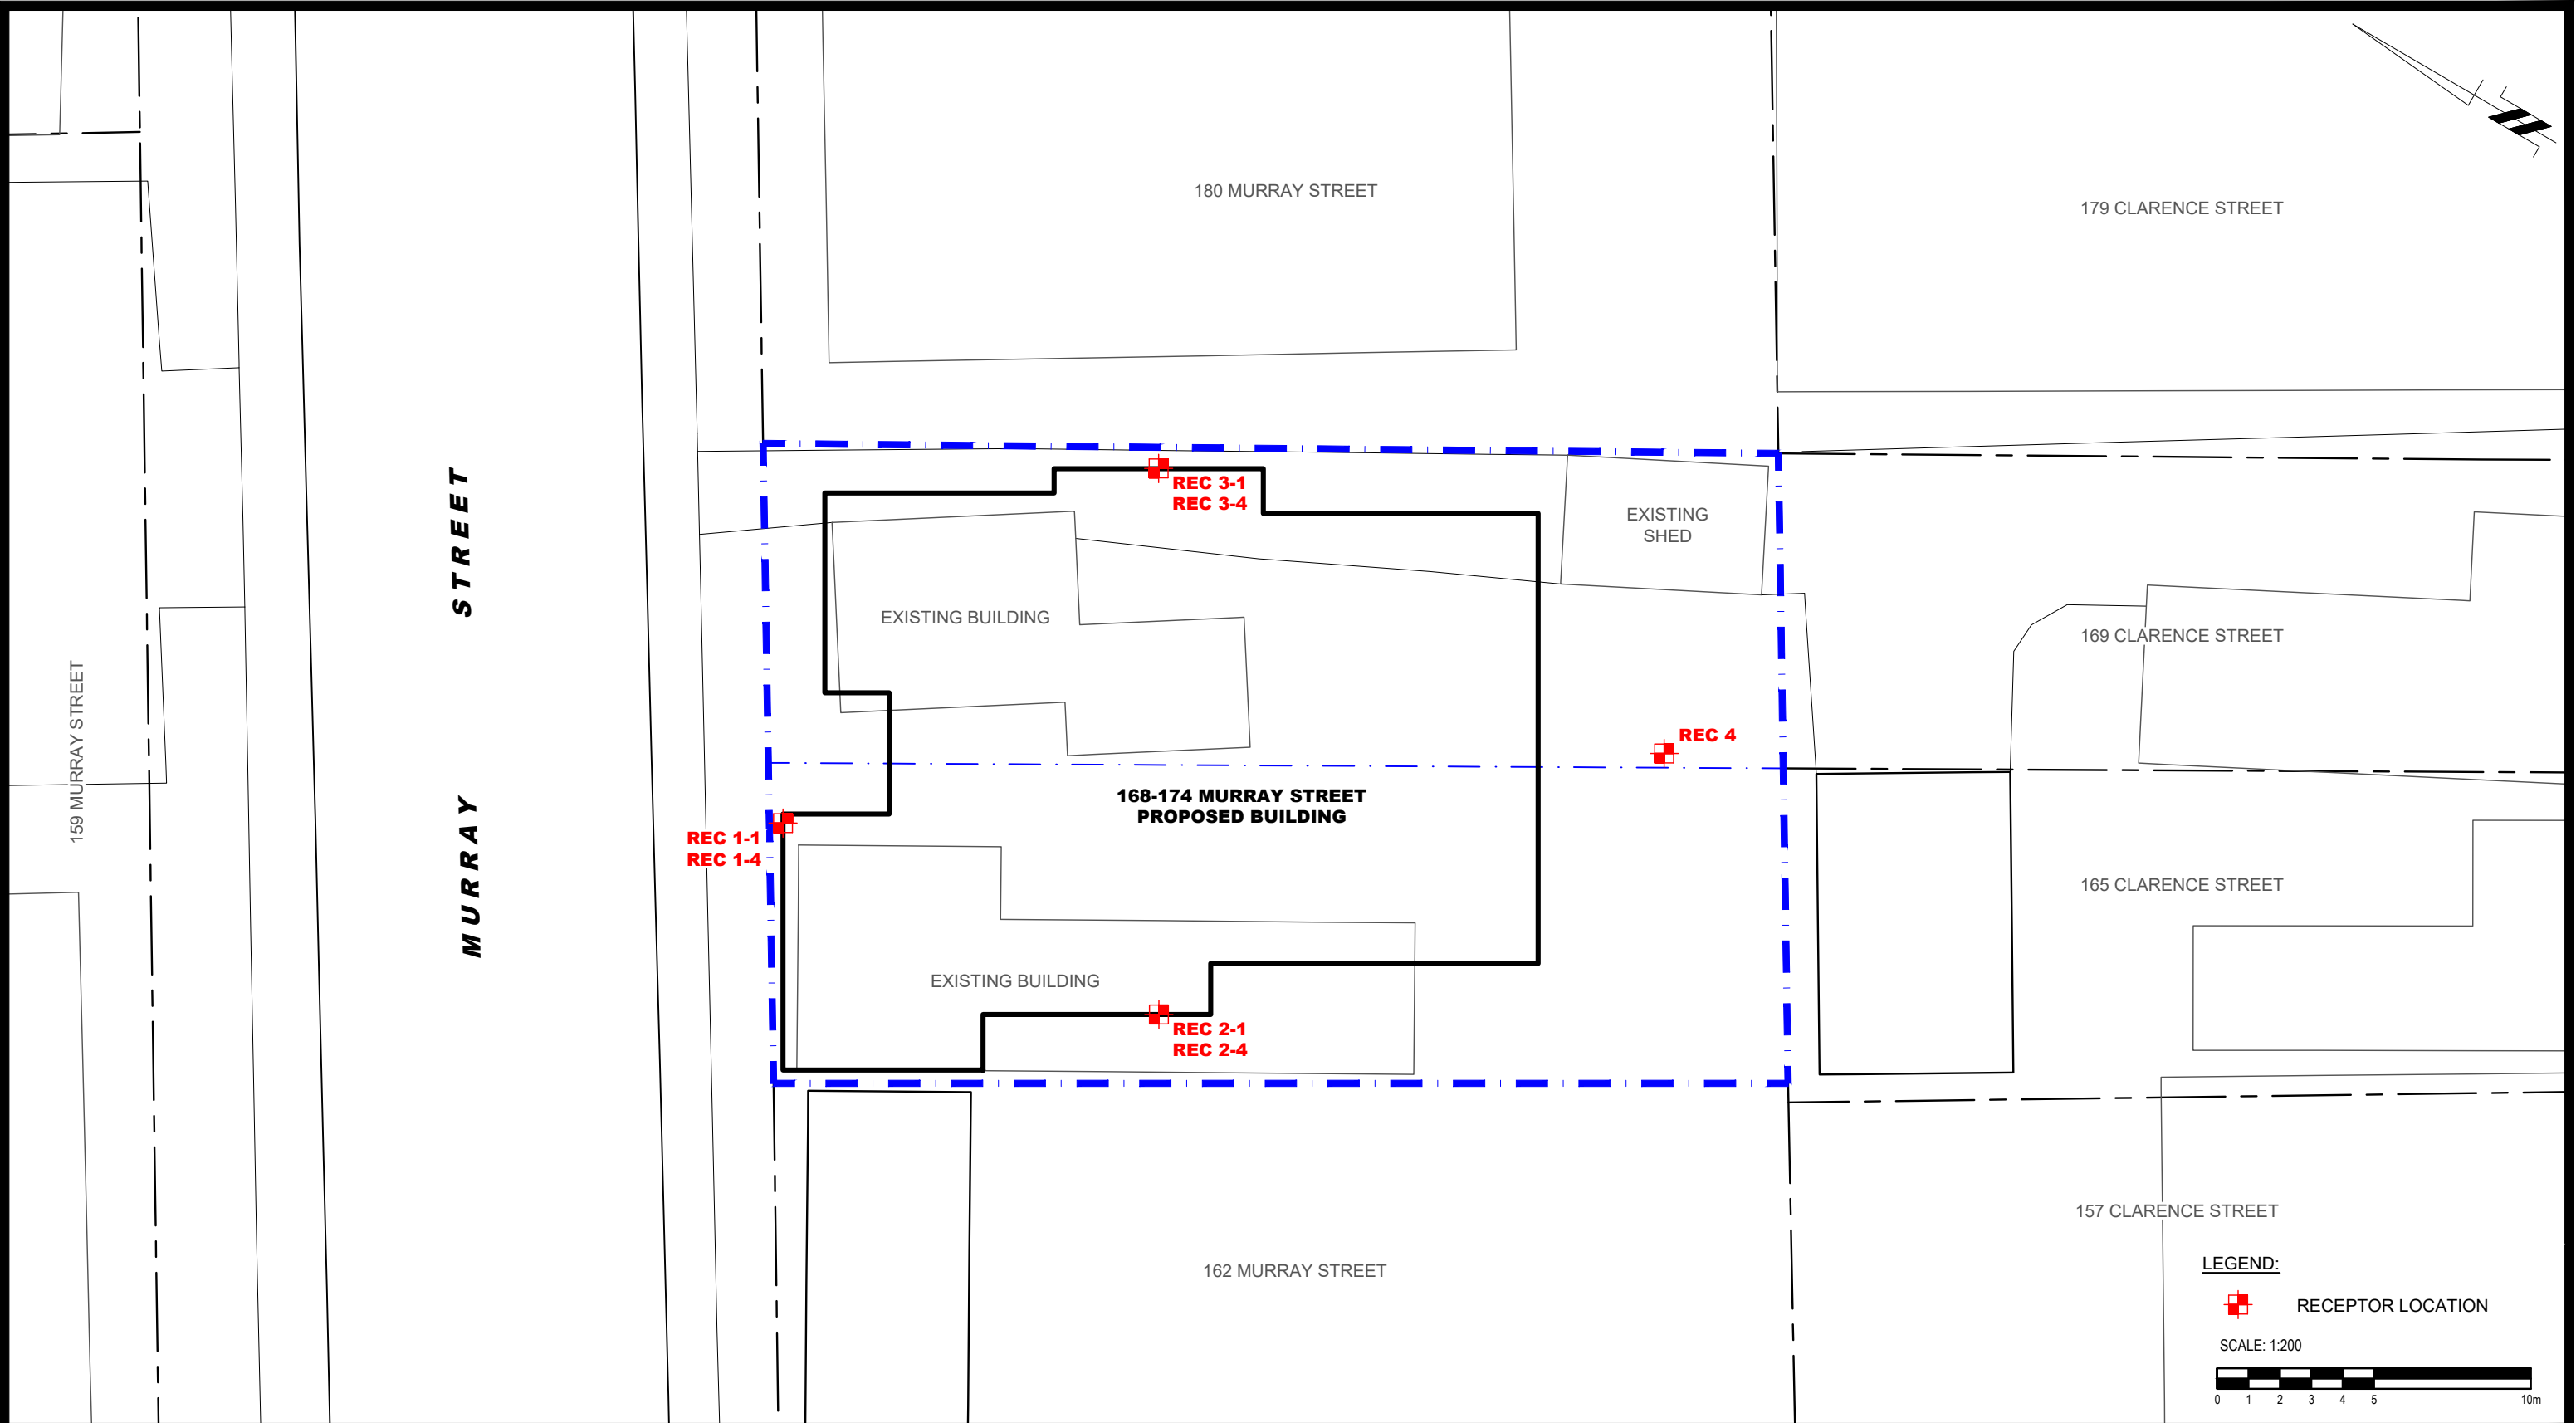 180 MURRAY STREET
179 CLARENCE STREET
REC 3-1
REC 3-4
EXISTING
SHED
EXISTING BUILDING
169 CLARENCE STREET
MURRAY STREET
159 MURRAY STREET
REC 4
168-174 MURRAY STREET
PROPOSED BUILDING
REC 1-1
REC 1-4
165 CLARENCE STREET
EXISTING BUILDING
REC 2-1
REC 2-4
157 CLARENCE STREET
162 MURRAY STREET
LEGEND:
RECEPTOR LOCATION
SCALE: 1:200
0 1 2 3 4 5 10m